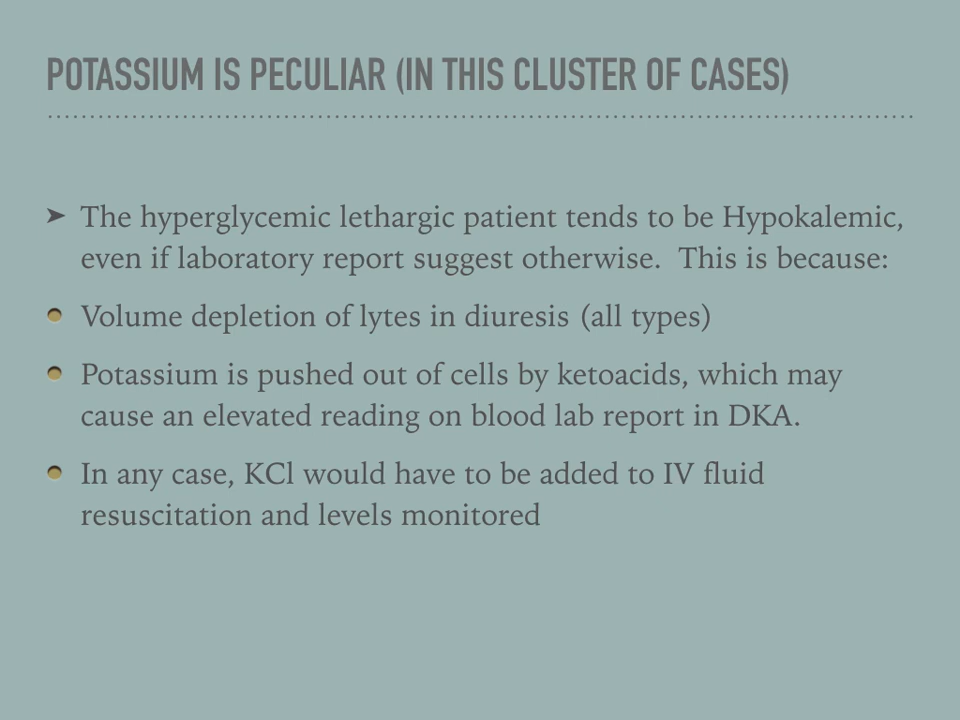 POTASSIUM IS PECULIAR (IN THIS CLUSTER OF CASES)
➤ The hyperglycemic lethargic patient tends to be Hypokalemic,
even if laboratory report suggest otherwise.  This is because:
Volume depletion of lytes in diuresis (all types)
Potassium is pushed out of cells by ketoacids, which may
cause an elevated reading on blood lab report in DKA.
In any case, KCl would have to be added to IV fluid
resuscitation and levels monitored